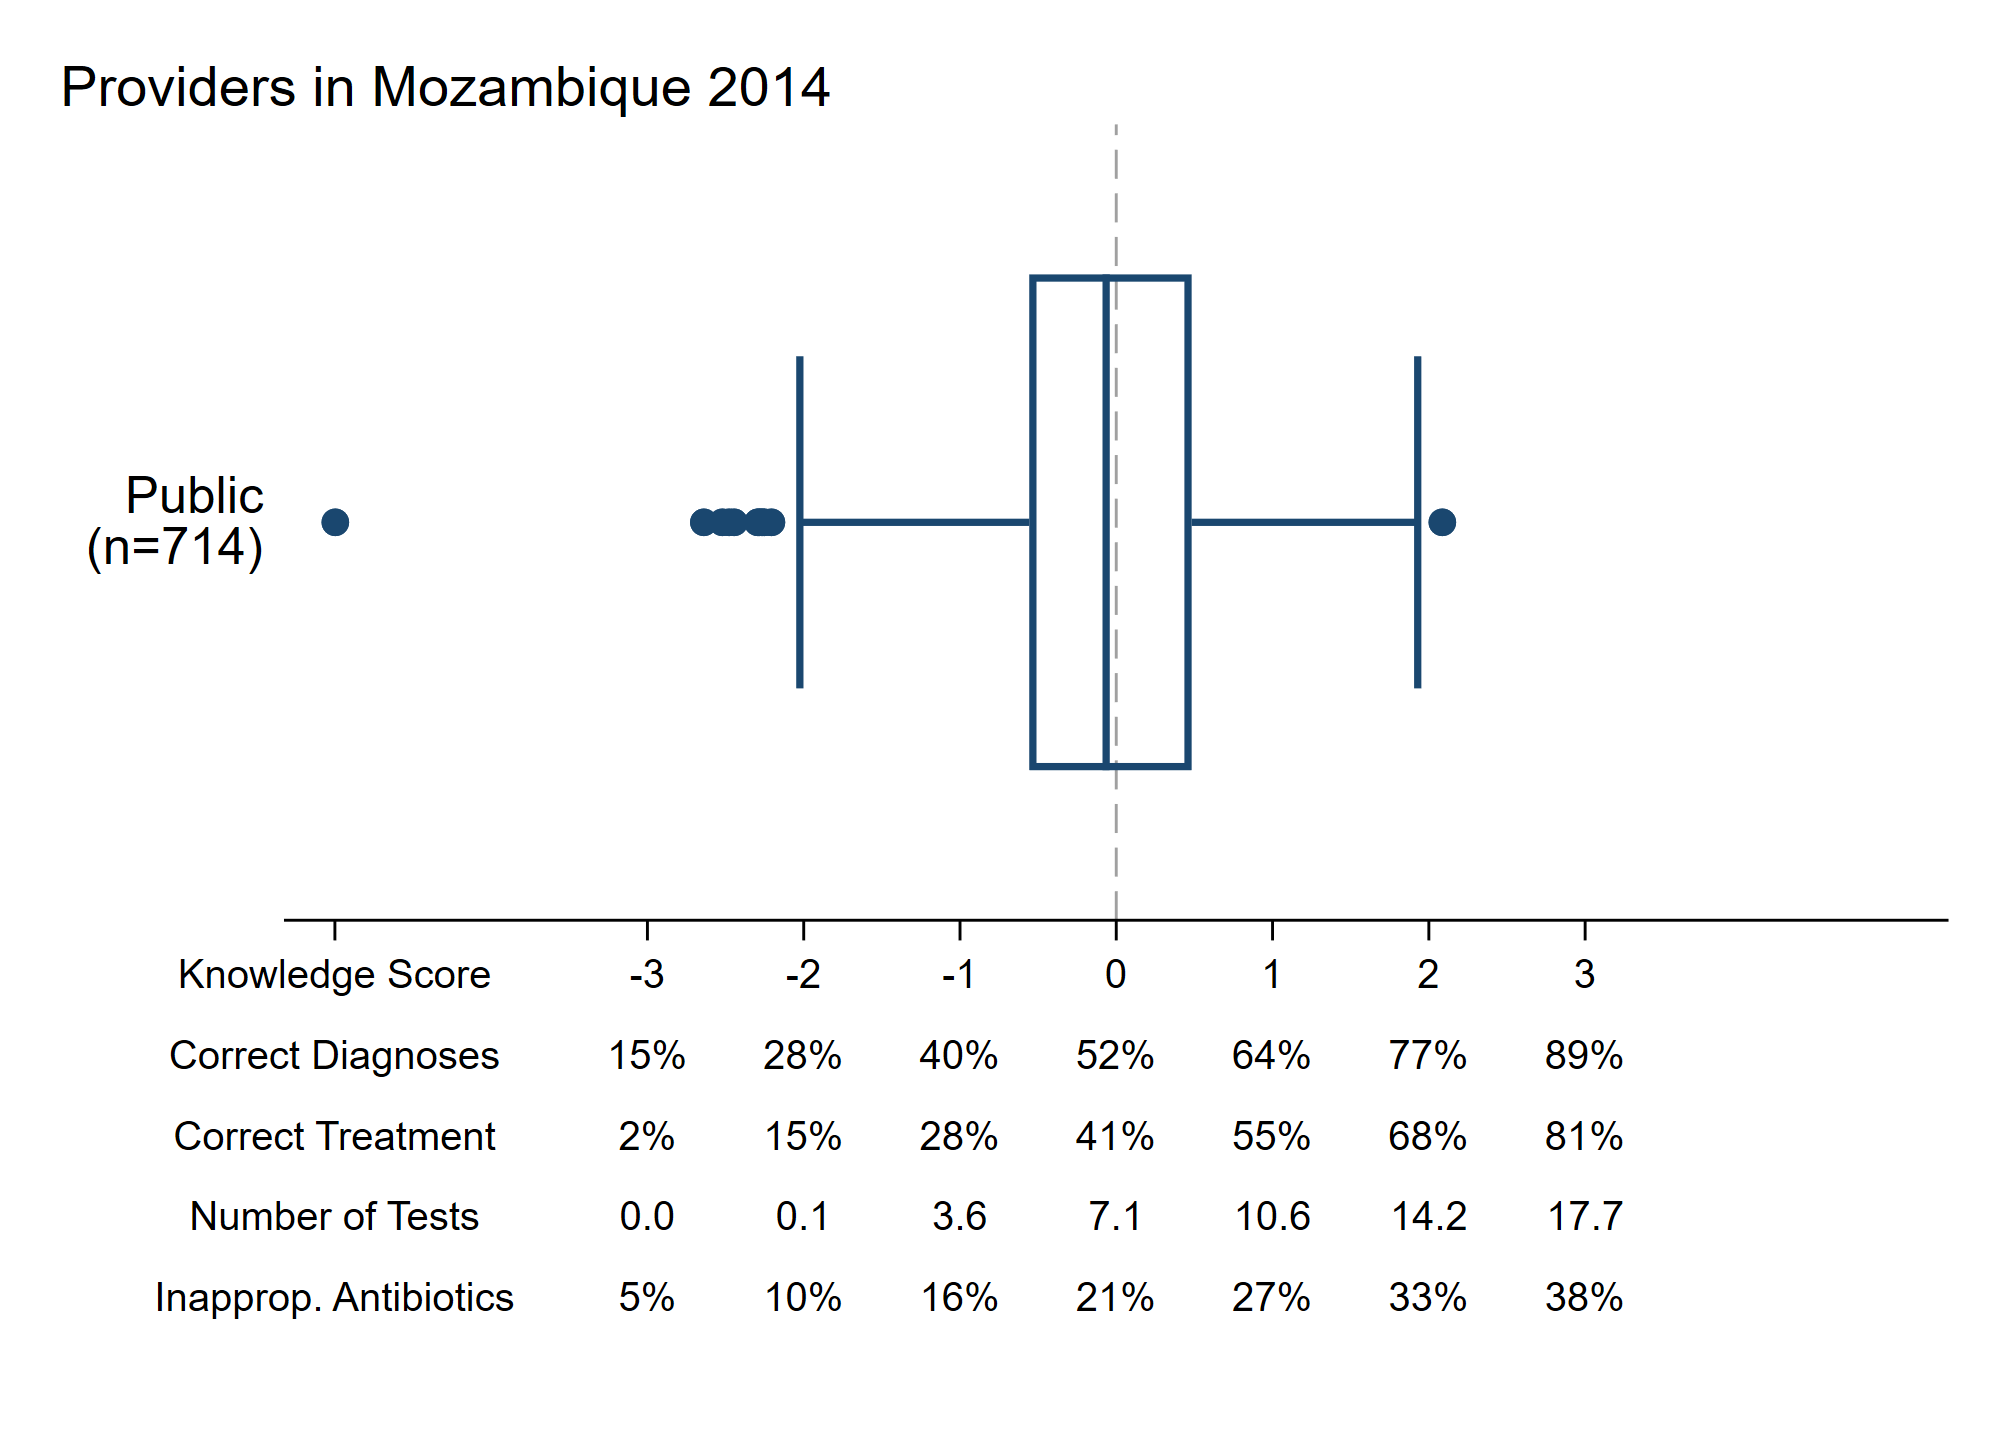 Providers in Mozambique 2014
Public
(n=714)
Knowledge Score -3 -2 -1 0 1 2 3
Correct Diagnoses 15% 28% 40% 52% 64% 77% 89%
Correct Treatment 2% 15% 28% 41% 55% 68% 81%
Number of Tests 0.0 0.1 3.6 7.1 10.6 14.2 17.7
Inapprop. Antibiotics 5% 10% 16% 21% 27% 33% 38%